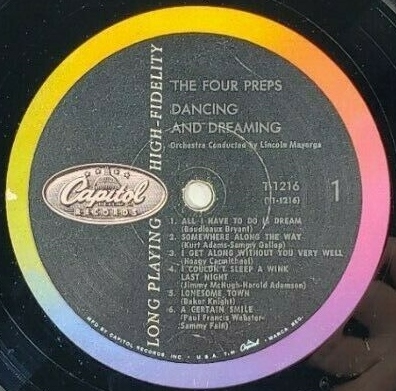 THE FOUR PREPS
DANCING
AND DREAMING
Orchestra Conducted by Lincoln Mayorga
LONG PLAYING HIGH-FIDELITY
Capitol
RECORDS
T-1216
(T1-1216)
1
1. ALL I HAVE TO DO IS DREAM
(Boudleaux Bryant)
2. SOMEWHERE ALONG THE WAY
(Kurt Adams-Sammy Gallop)
3. I GET ALONG WITHOUT YOU VERY WELL
(Hoagy Carmichael)
4. I COULDN'T SLEEP A WINK
LAST NIGHT
(Jimmy McHugh-Harold Adamson)
5. LONESOME TOWN
(Baker Knight)
6. A CERTAIN SMILE
(Paul Francis Webster-
Sammy Fain)
MFD. BY CAPITOL RECORDS, INC. • U.S.A. T.M. Capitol MARCA REG.